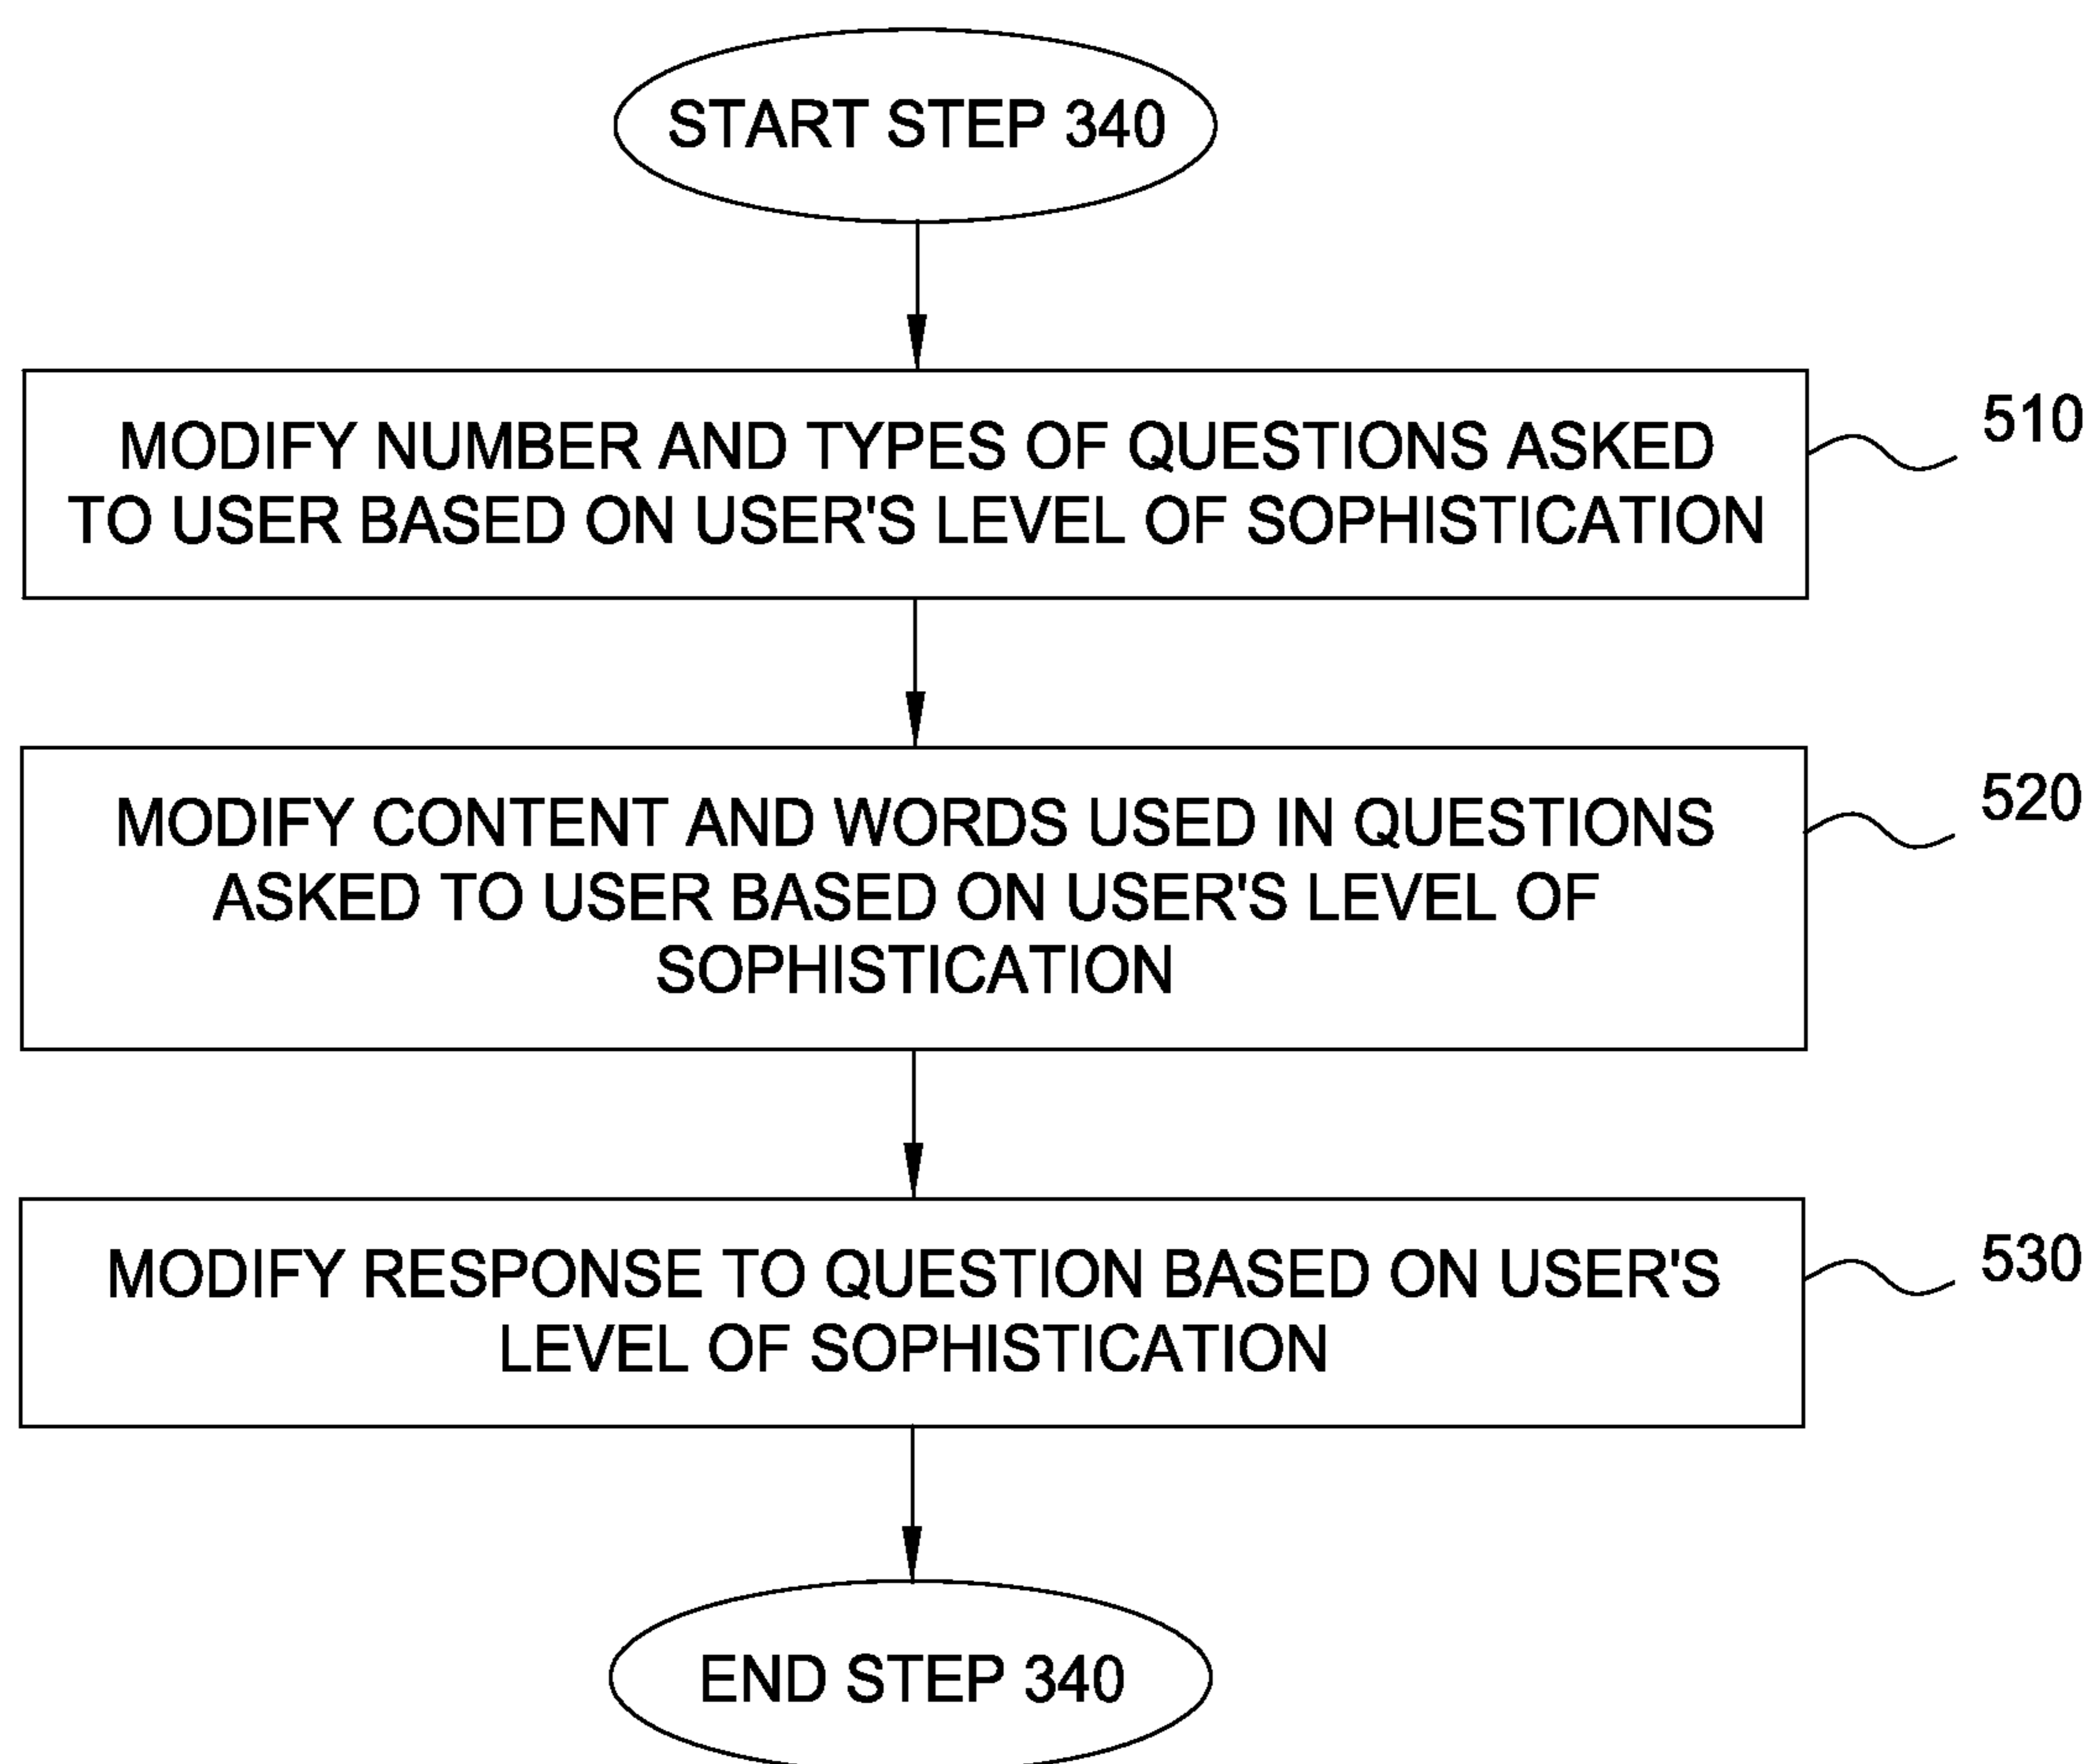 START STEP 340
MODIFY NUMBER AND TYPES OF QUESTIONS ASKED
TO USER BASED ON USER'S LEVEL OF SOPHISTICATION
510
MODIFY CONTENT AND WORDS USED IN QUESTIONS
ASKED TO USER BASED ON USER'S LEVEL OF
SOPHISTICATION
520
MODIFY RESPONSE TO QUESTION BASED ON USER'S
LEVEL OF SOPHISTICATION
530
END STEP 340